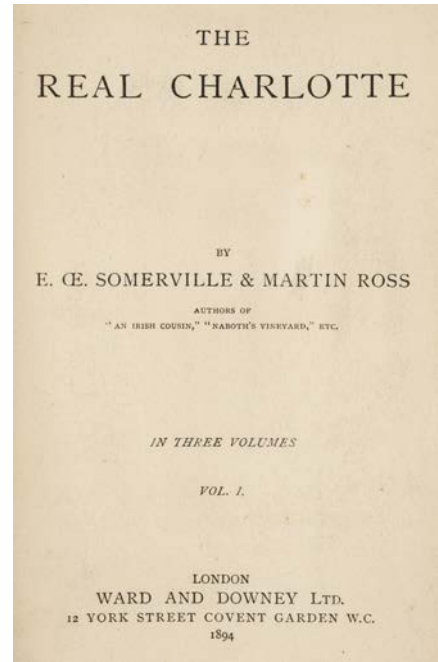 THE
REAL CHARLOTTE
BY
E. Œ. SOMERVILLE & MARTIN ROSS
AUTHORS OF
"AN IRISH COUSIN," "NABOTH'S VINEYARD," ETC.
IN THREE VOLUMES
VOL. I.
LONDON
WARD AND DOWNEY LTD.
12 YORK STREET COVENT GARDEN W.C.
1894